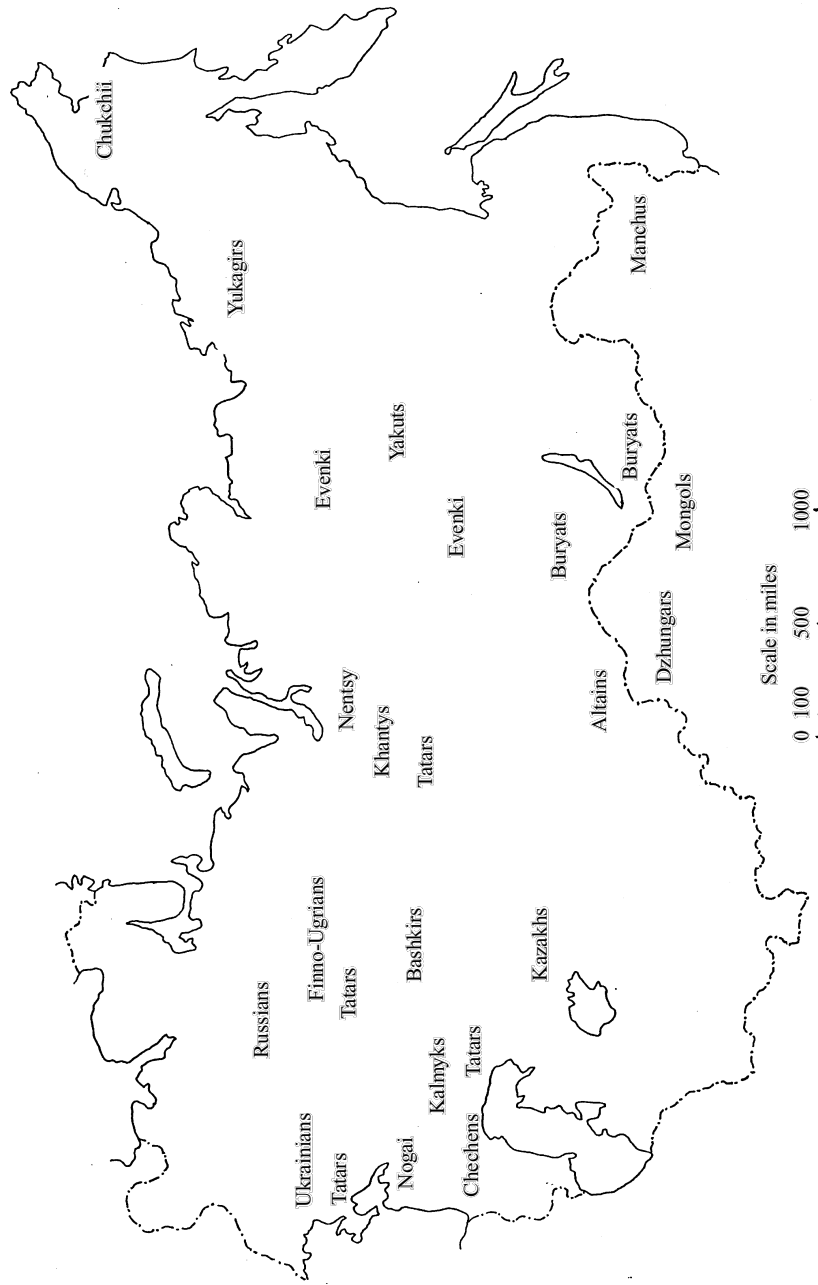 Chukchii
Yukagirs
Evenki
Yakuts
Evenki
Buryats
Buryats
Manchus
Mongols
Dzhungars
Altains
Nentsy
Khantys
Tatars
Russians
Finno-Ugrians
Tatars
Bashkirs
Kazakhs
Ukrainians
Tatars
Nogai
Kalmyks
Tatars
Chechens
Scale in miles
0 100 500 1000